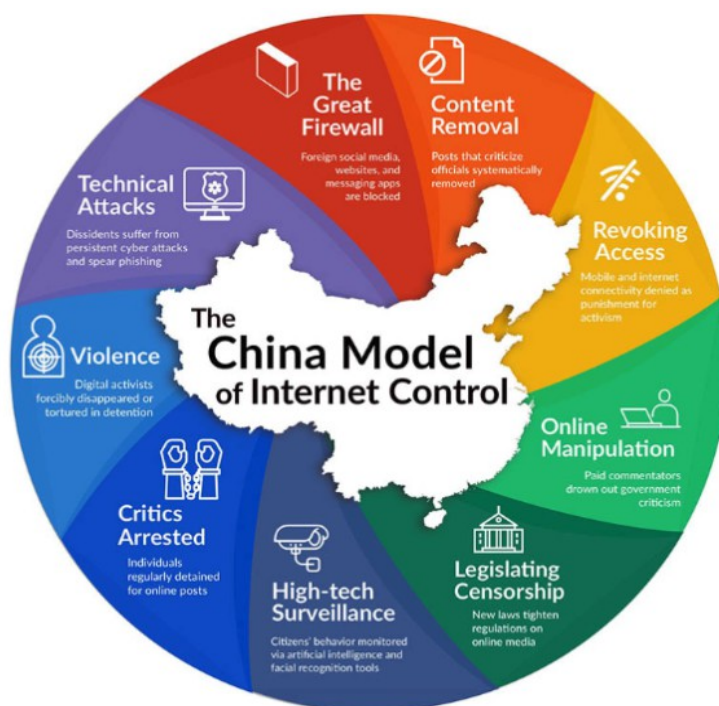 The
China Model
of Internet Control
The
Great
Firewall
Foreign social media,
websites, and
messaging apps
are blocked
Content
Removal
Posts that criticize
officials systematically
removed
Revoking
Access
Mobile and internet
connectivity denied as
punishment for
activism
Online
Manipulation
Paid commentators
drown out government
criticism
Legislating
Censorship
New laws tighten
regulations on
online media
High-tech
Surveillance
Citizens' behavior monitored
via artificial intelligence and
facial recognition tools
Critics
Arrested
Individuals
regularly detained
for online posts
Violence
Digital activists
forcibly disappeared or
tortured in detention
Technical
Attacks
Dissidents suffer from
persistent cyber attacks
and spear phishing